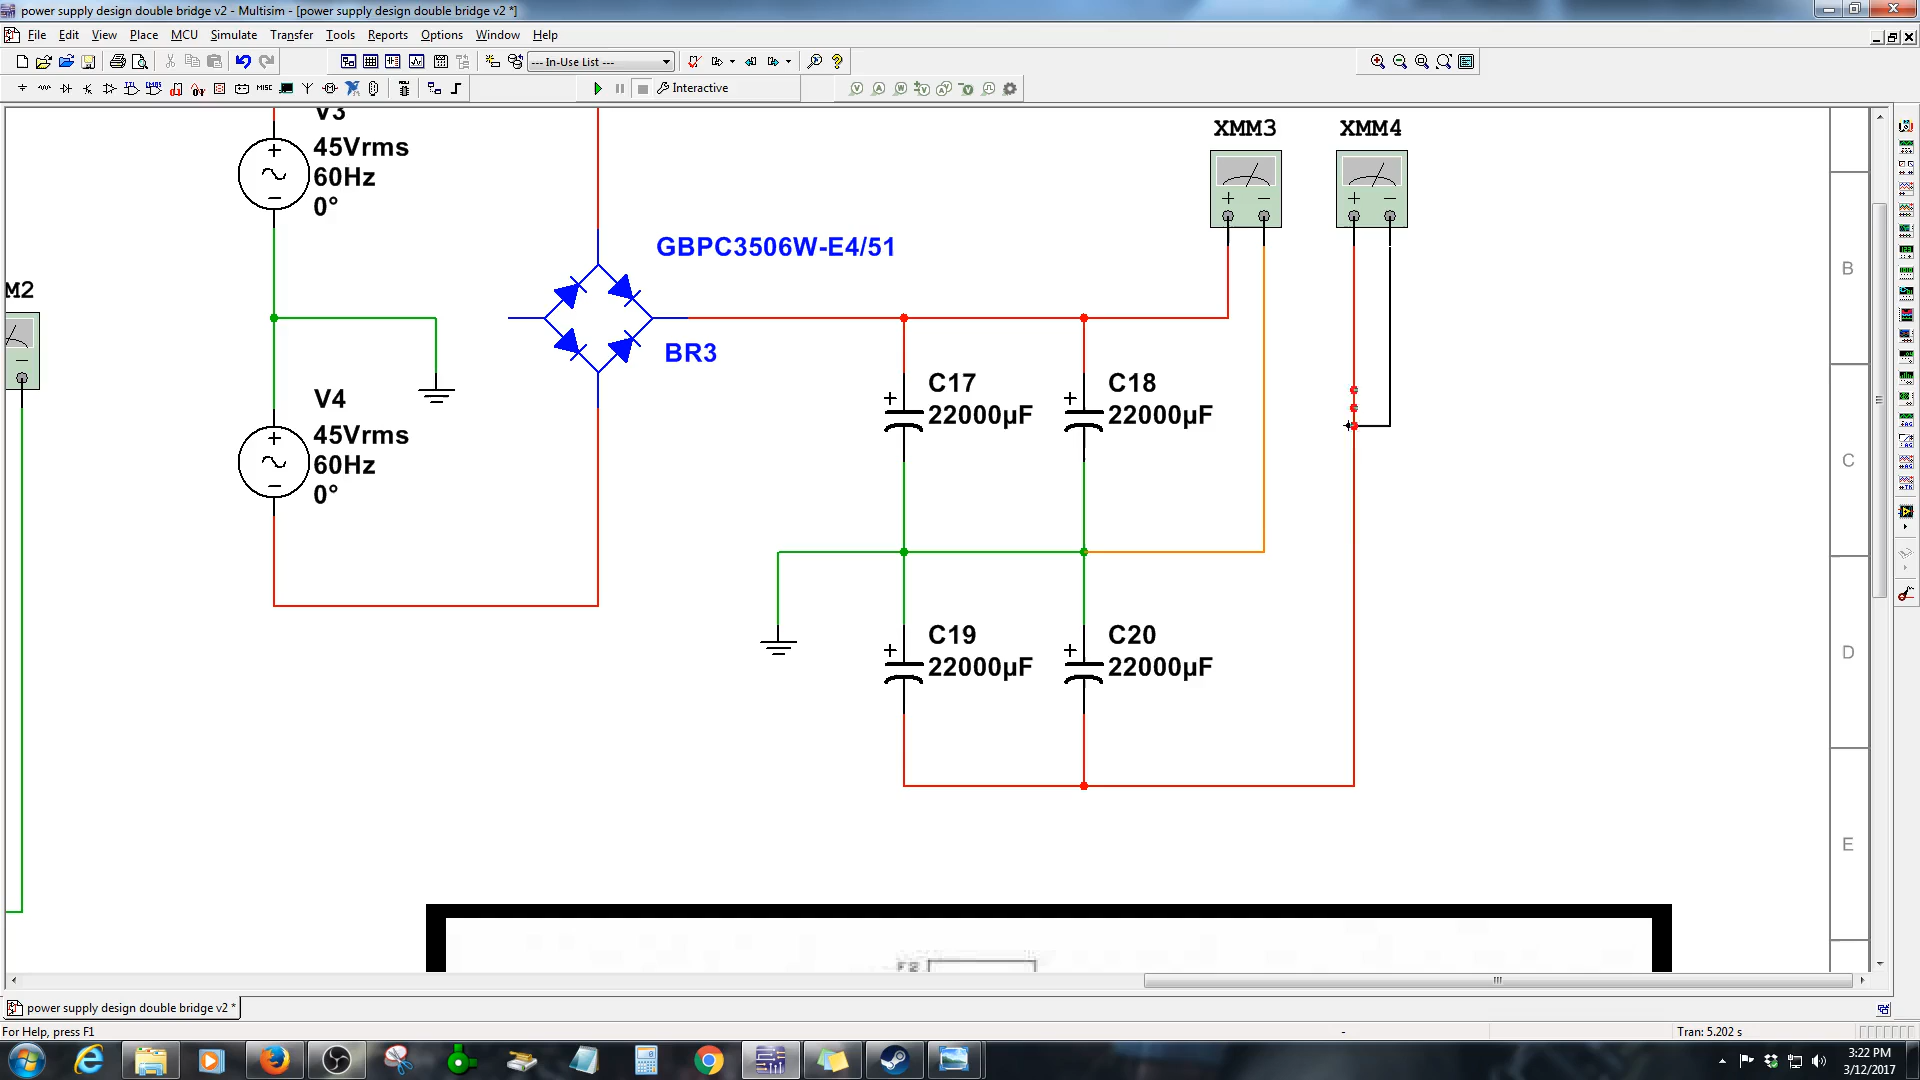 power supply design double bridge v2 - Multisim - [power supply design double bridge v2 *]
File Edit View Place MCU Simulate Transfer Tools Reports Options Window Help
--- In-Use List ---
Interactive
V3
45Vrms
60Hz
0°
XMM3
XMM4
GBPC3506W-E4/51
BR3
M2
V4
45Vrms
60Hz
0°
C17
22000µF
C18
22000µF
C19
22000µF
C20
22000µF
B
C
D
E
power supply design double bridge v2 *
For Help, press F1
-
Tran: 5.202 s
3:22 PM
3/12/2017